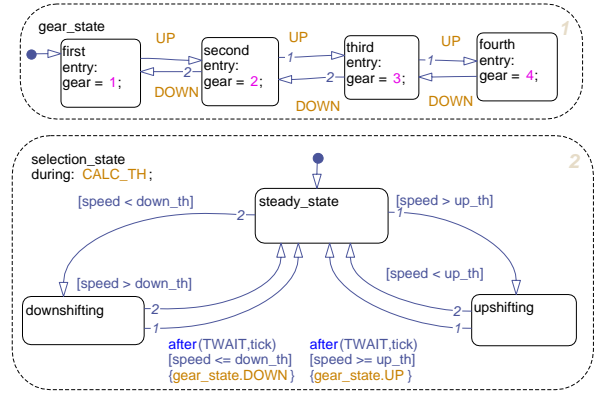 gear_state
1
first
entry:
gear = 1;
UP
2
DOWN
second
entry:
gear = 2;
1
UP
2
DOWN
third
entry:
gear = 3;
1
UP
DOWN
fourth
entry:
gear = 4;
selection_state
during: CALC_TH;
2
steady_state
[speed < down_th]
2
[speed > up_th]
1
[speed > down_th]
[speed < up_th]
downshifting
2
1
upshifting
2
1
after(TWAIT,tick)
[speed <= down_th]
{gear_state.DOWN}
after(TWAIT,tick)
[speed >= up_th]
{gear_state.UP }